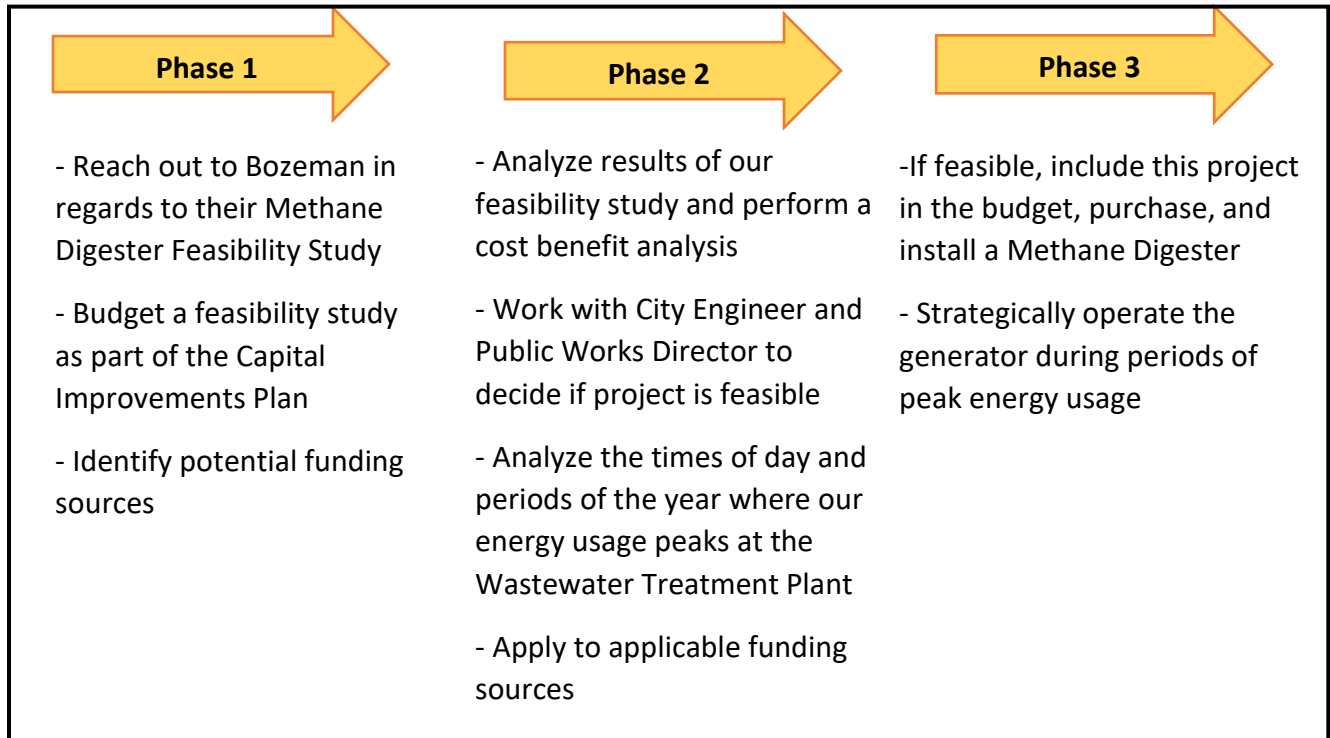 Phase 1
- Reach out to Bozeman in
regards to their Methane
Digester Feasibility Study
- Budget a feasibility study
as part of the Capital
Improvements Plan
- Identify potential funding
sources
Phase 2
- Analyze results of our
feasibility study and perform a
cost benefit analysis
- Work with City Engineer and
Public Works Director to
decide if project is feasible
- Analyze the times of day and
periods of the year where our
energy usage peaks at the
Wastewater Treatment Plant
- Apply to applicable funding
sources
Phase 3
-If feasible, include this project
in the budget, purchase, and
install a Methane Digester
- Strategically operate the
generator during periods of
peak energy usage